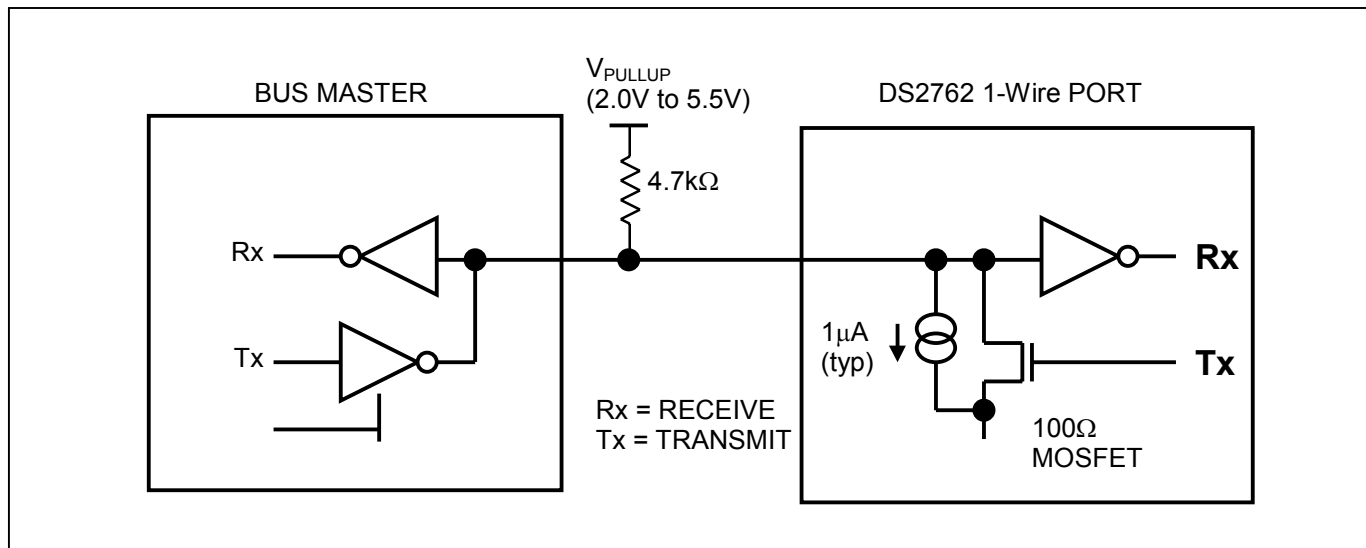 V_PULLUP
(2.0V to 5.5V)
BUS MASTER
DS2762 1-Wire PORT
4.7kΩ
Rx
Rx
1μA
(typ)
Tx
Tx
Rx = RECEIVE
Tx = TRANSMIT
100Ω
MOSFET